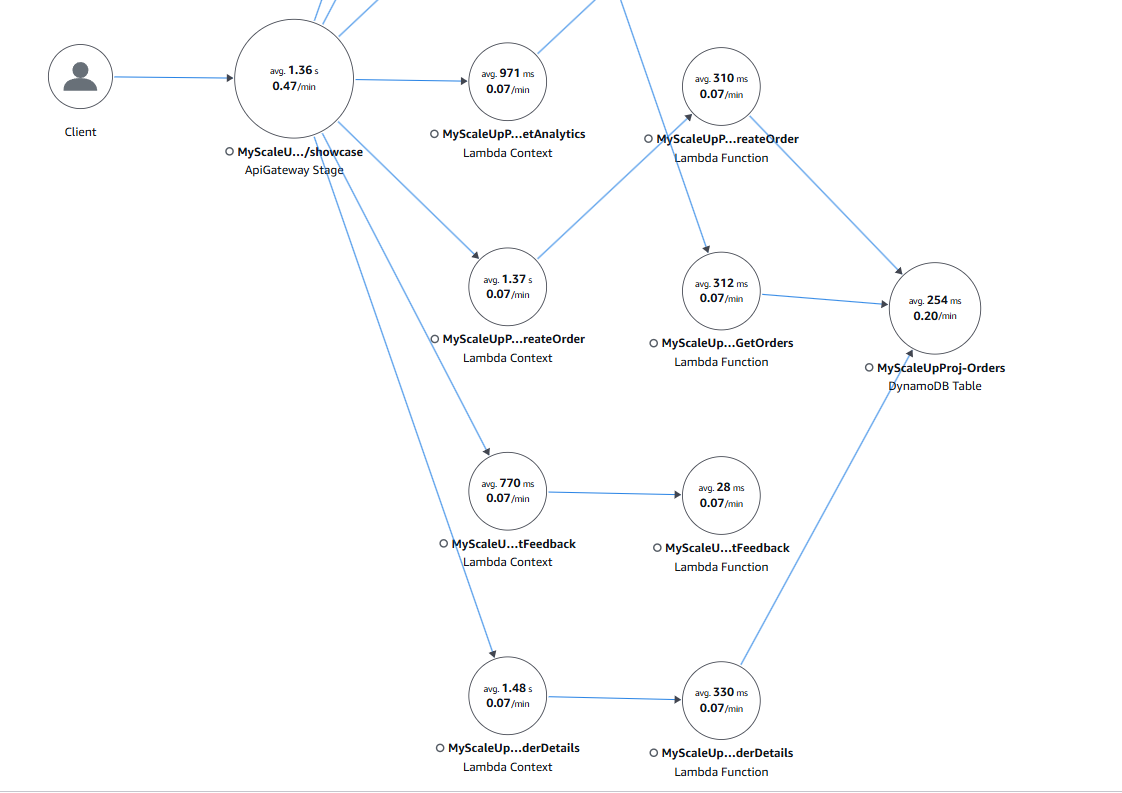 avg. 1.36 s
0.47/min
Client
MyScaleU.../showcase
ApiGateway Stage
avg. 971 ms
0.07/min
MyScaleUpP...etAnalytics
Lambda Context
avg. 310 ms
0.07/min
MyScaleUpP...reateOrder
Lambda Function
avg. 1.37 s
0.07/min
MyScaleUpP...reateOrder
Lambda Context
avg. 312 ms
0.07/min
MyScaleUp...GetOrders
Lambda Function
avg. 254 ms
0.20/min
MyScaleUpProj-Orders
DynamoDB Table
avg. 770 ms
0.07/min
MyScaleU...tFeedback
Lambda Context
avg. 28 ms
0.07/min
MyScaleU...tFeedback
Lambda Function
avg. 1.48 s
0.07/min
MyScaleUp...derDetails
Lambda Context
avg. 330 ms
0.07/min
MyScaleUp...derDetails
Lambda Function